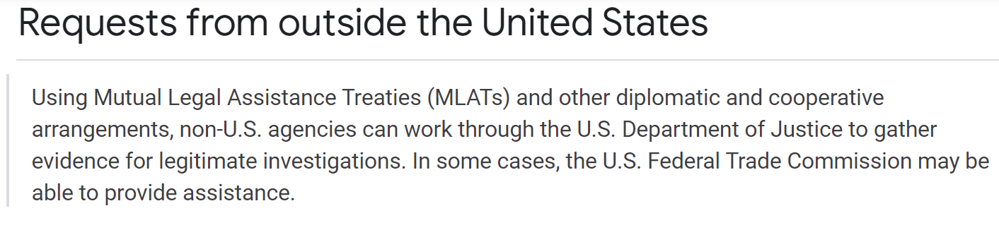 Requests from outside the United States
Using Mutual Legal Assistance Treaties (MLATs) and other diplomatic and cooperative
arrangements, non-U.S. agencies can work through the U.S. Department of Justice to gather
evidence for legitimate investigations. In some cases, the U.S. Federal Trade Commission may be
able to provide assistance.